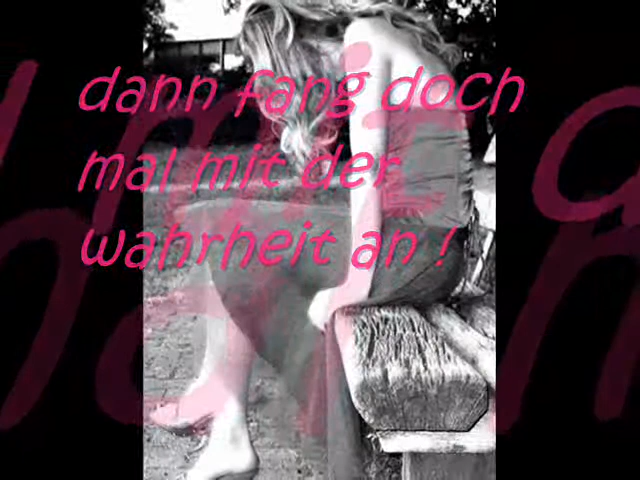 dann fang doch
mal mit der
wahrheit an !